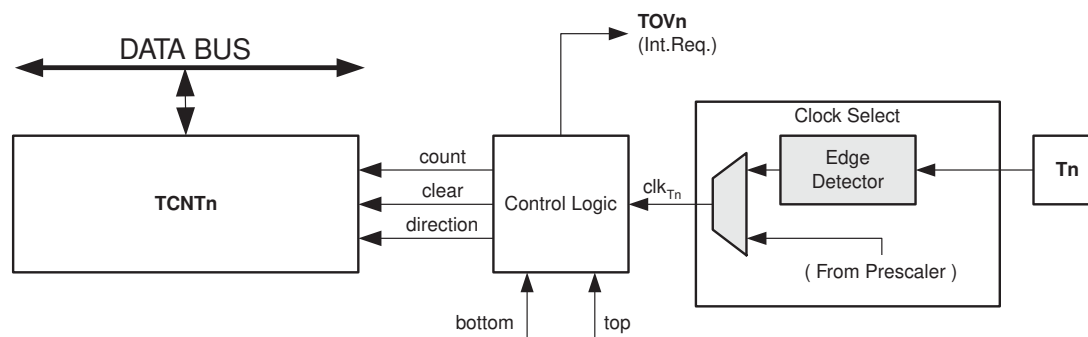 TOVn
(Int.Req.)
DATA BUS
Clock Select
count
Edge
Detector
Tn
TCNTn
clear
Control Logic
clkTn
direction
( From Prescaler )
bottom
top